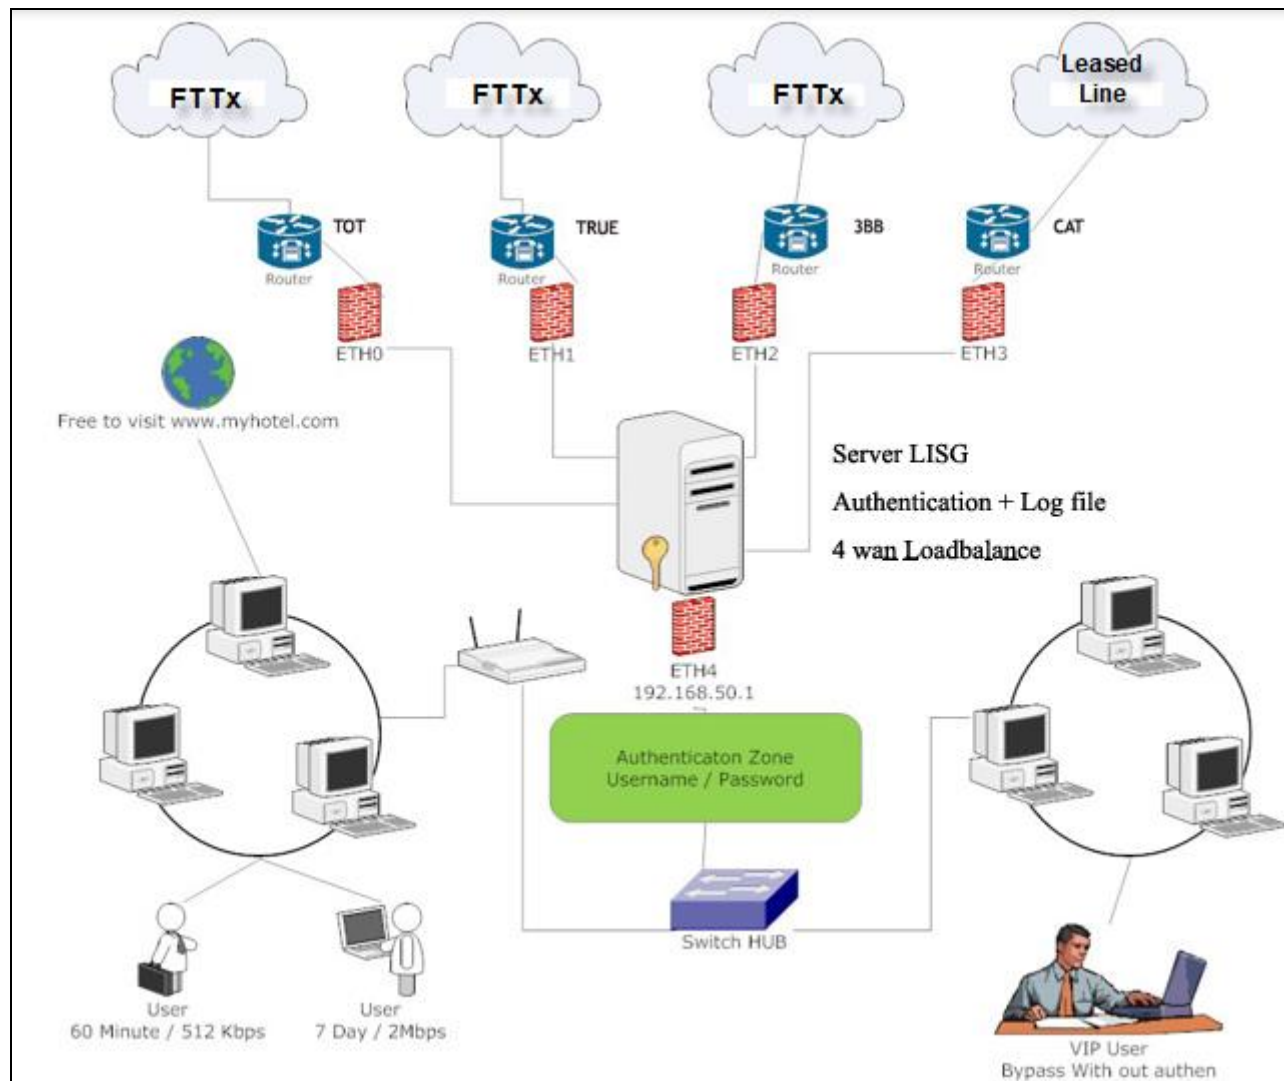 FTTx
FTTx
FTTx
Leased
Line
TOT
TRUE
3BB
CAT
Router
Router
Router
Router
ETH0
ETH1
ETH2
ETH3
Free to visit www.myhotel.com
Server LISG
Authentication + Log file
4 wan Loadbalance
ETH4
192.168.50.1
Authenticaton Zone
Username / Password
Switch HUB
User
60 Minute / 512 Kbps
User
7 Day / 2Mbps
VIP User
Bypass With out authen